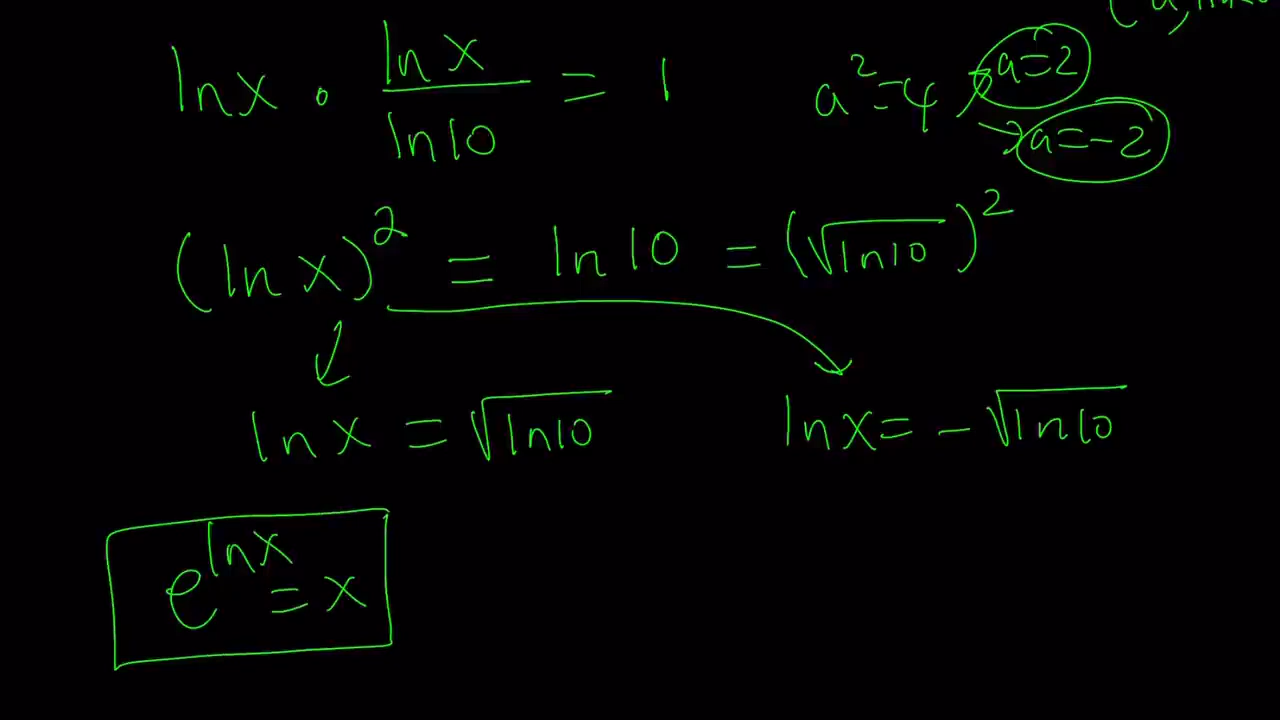 ln x · ln x / ln 10 = 1
a² = 4
a = 2
a = -2
(ln x)² = ln 10 = (√ln 10)²
ln x = √ln 10
ln x = - √ln 10
e^ln x = x